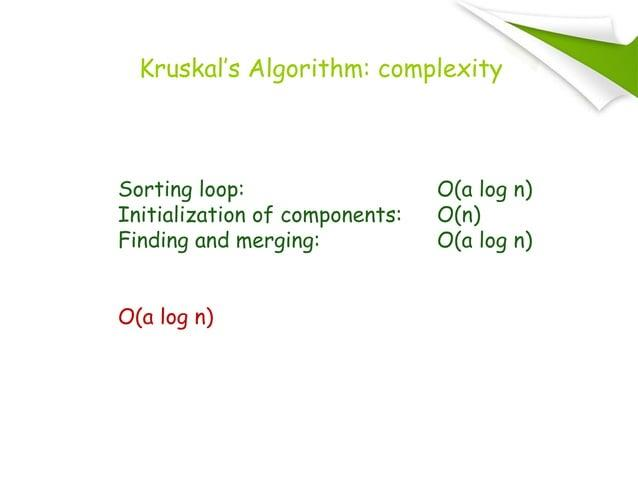 Kruskal's Algorithm: complexity
Sorting loop: O(a log n)
Initialization of components: O(n)
Finding and merging: O(a log n)
O(a log n)